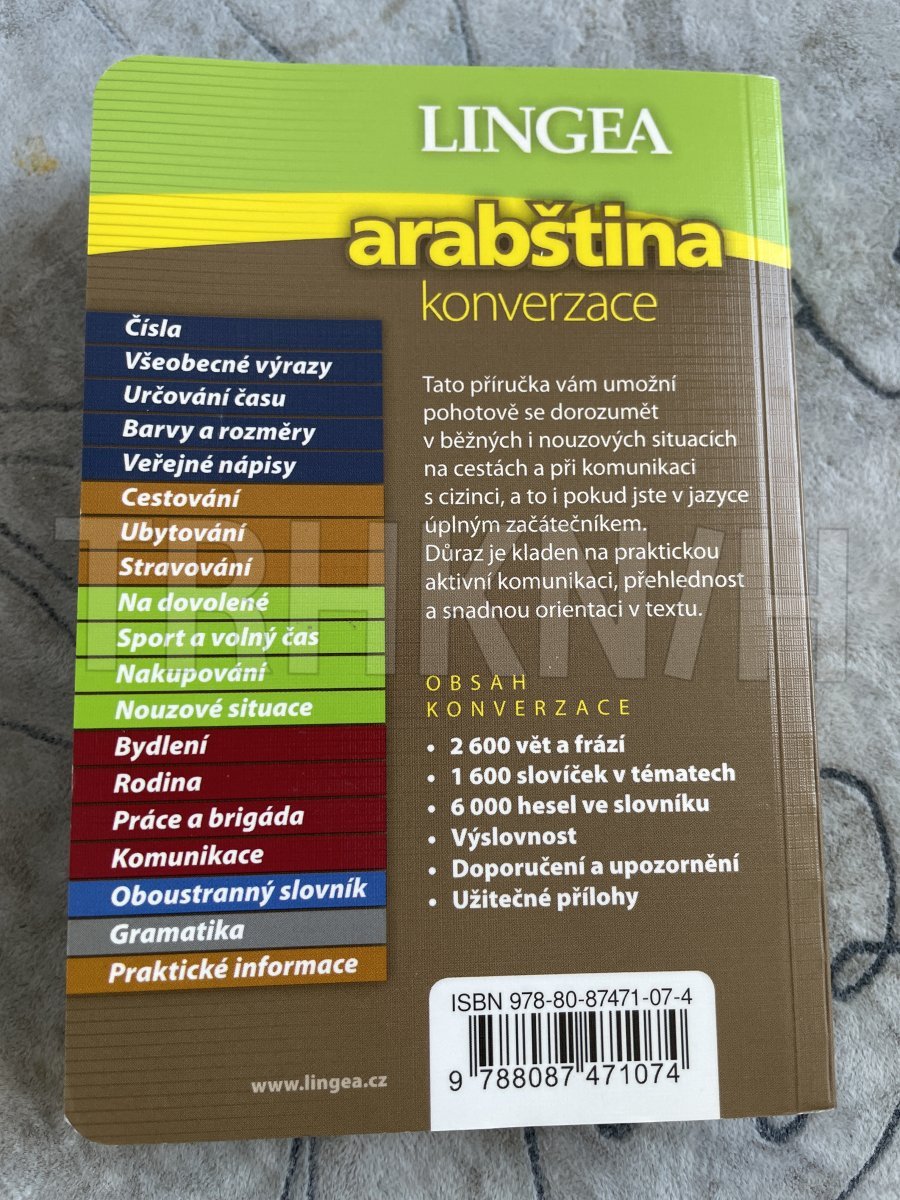 LINGEA
arabština
konverzace
Čísla
Všeobecné výrazy
Určování času
Barvy a rozměry
Veřejné nápisy
Cestování
Ubytování
Stravování
Na dovolené
Sport a volný čas
Nakupování
Nouzové situace
Bydlení
Rodina
Práce a brigáda
Komunikace
Oboustranný slovník
Gramatika
Praktické informace
www.lingea.cz
Tato příručka vám umožní
pohotově se dorozumět
v běžných i nouzových situacích
na cestách a při komunikaci
s cizinci, a to i pokud jste v jazyce
úplným začátečníkem.
Důraz je kladen na praktickou
aktivní komunikaci, přehlednost
a snadnou orientaci v textu.
OBSAH
KONVERZACE
• 2 600 vět a frází
• 1 600 slovíček v tématech
• 6 000 hesel ve slovníku
• Výslovnost
• Doporučení a upozornění
• Užitečné přílohy
ISBN 978-80-87471-07-4
9 788087 471074